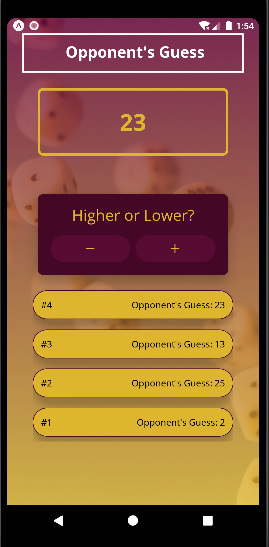 1:54
Opponent's Guess
23
Higher or Lower?
− +
#4 Opponent's Guess: 23
#3 Opponent's Guess: 13
#2 Opponent's Guess: 25
#1 Opponent's Guess: 2